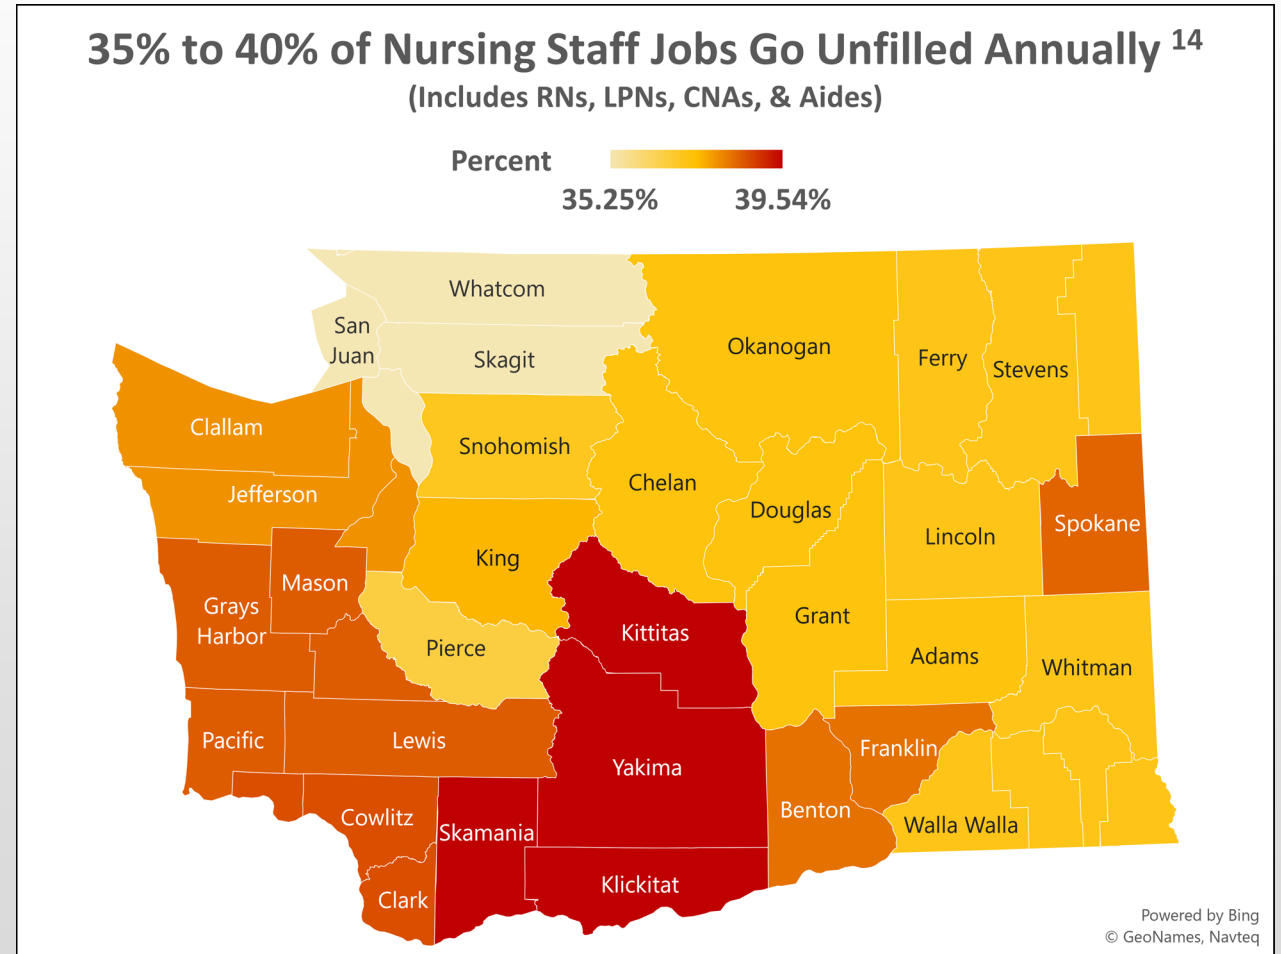 35% to 40% of Nursing Staff Jobs Go Unfilled Annually 14
(Includes RNs, LPNs, CNAs, & Aides)
Percent
35.25% 39.54%
Whatcom
San
Juan
Skagit
Okanogan
Ferry
Stevens
Clallam
Snohomish
Chelan
Jefferson
Douglas
Spokane
Lincoln
King
Mason
Grays
Harbor
Kittitas
Grant
Pierce
Adams
Whitman
Pacific
Lewis
Yakima
Franklin
Benton
Cowlitz
Skamania
Walla Walla
Klickitat
Clark
Powered by Bing
© GeoNames, Navteq